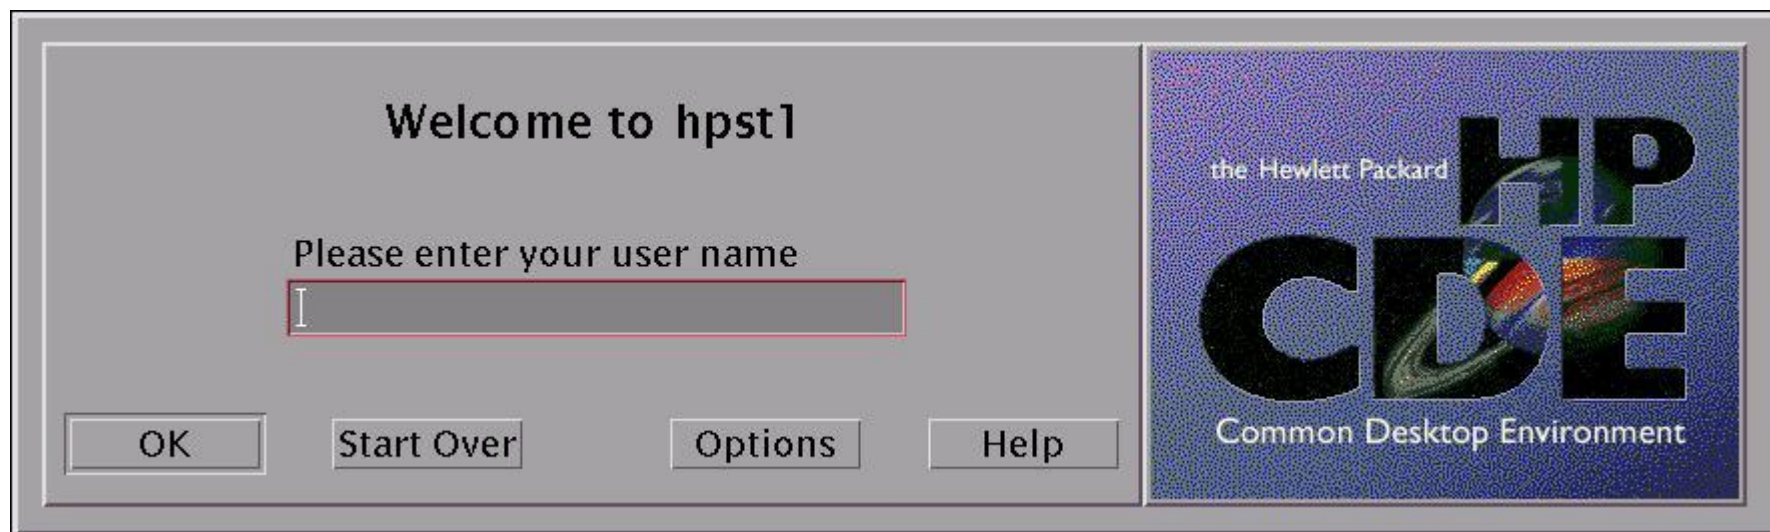 Welcome to hpst1
Please enter your user name
OK
Start Over
Options
Help
the Hewlett Packard
HP
CDE
Common Desktop Environment